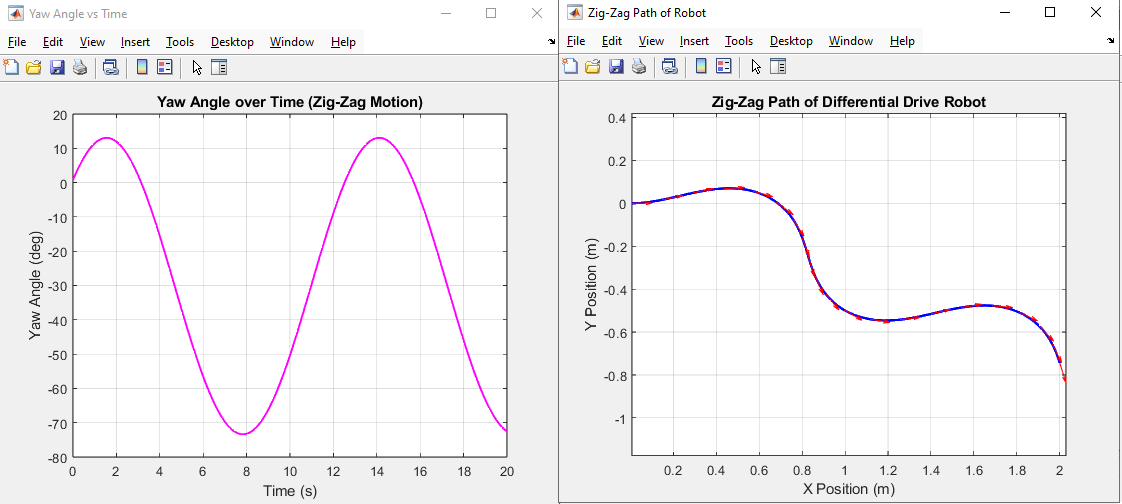 Yaw Angle vs Time
File Edit View Insert Tools Desktop Window Help
Yaw Angle over Time (Zig-Zag Motion)
20
10
0
-10
-20
-30
-40
-50
-60
-70
-80
Yaw Angle (deg)
0 2 4 6 8 10 12 14 16 18 20
Time (s)
Zig-Zag Path of Robot
File Edit View Insert Tools Desktop Window Help
Zig-Zag Path of Differential Drive Robot
0.4
0.2
0
-0.2
-0.4
-0.6
-0.8
-1
Y Position (m)
0.2 0.4 0.6 0.8 1 1.2 1.4 1.6 1.8 2
X Position (m)